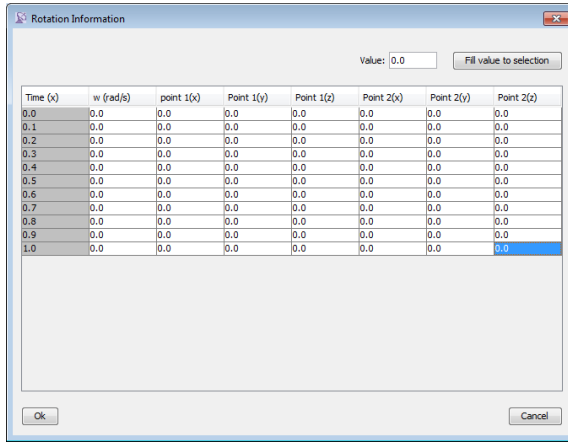 Rotation Information
Value: 0.0 Fill value to selection
Time (x) w (rad/s) point 1(x) Point 1(y) Point 1(z) Point 2(x) Point 2(y) Point 2(z)
0.0 0.0 0.0 0.0 0.0 0.0 0.0 0.0
0.1 0.0 0.0 0.0 0.0 0.0 0.0 0.0
0.2 0.0 0.0 0.0 0.0 0.0 0.0 0.0
0.3 0.0 0.0 0.0 0.0 0.0 0.0 0.0
0.4 0.0 0.0 0.0 0.0 0.0 0.0 0.0
0.5 0.0 0.0 0.0 0.0 0.0 0.0 0.0
0.6 0.0 0.0 0.0 0.0 0.0 0.0 0.0
0.7 0.0 0.0 0.0 0.0 0.0 0.0 0.0
0.8 0.0 0.0 0.0 0.0 0.0 0.0 0.0
0.9 0.0 0.0 0.0 0.0 0.0 0.0 0.0
1.0 0.0 0.0 0.0 0.0 0.0 0.0 0.0
Ok Cancel